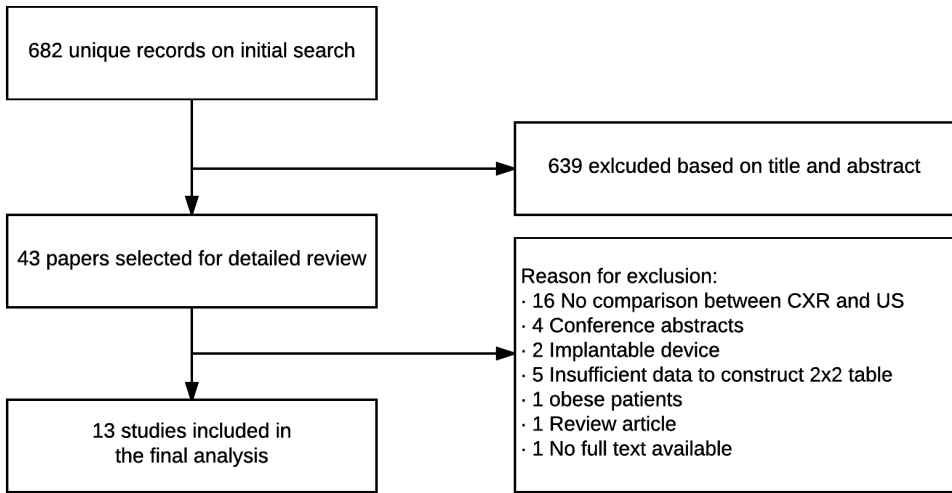 682 unique records on initial search
639 exlcuded based on title and abstract
43 papers selected for detailed review
Reason for exclusion:
· 16 No comparison between CXR and US
· 4 Conference abstracts
· 2 Implantable device
· 5 Insufficient data to construct 2x2 table
· 1 obese patients
· 1 Review article
· 1 No full text available
13 studies included in
the final analysis